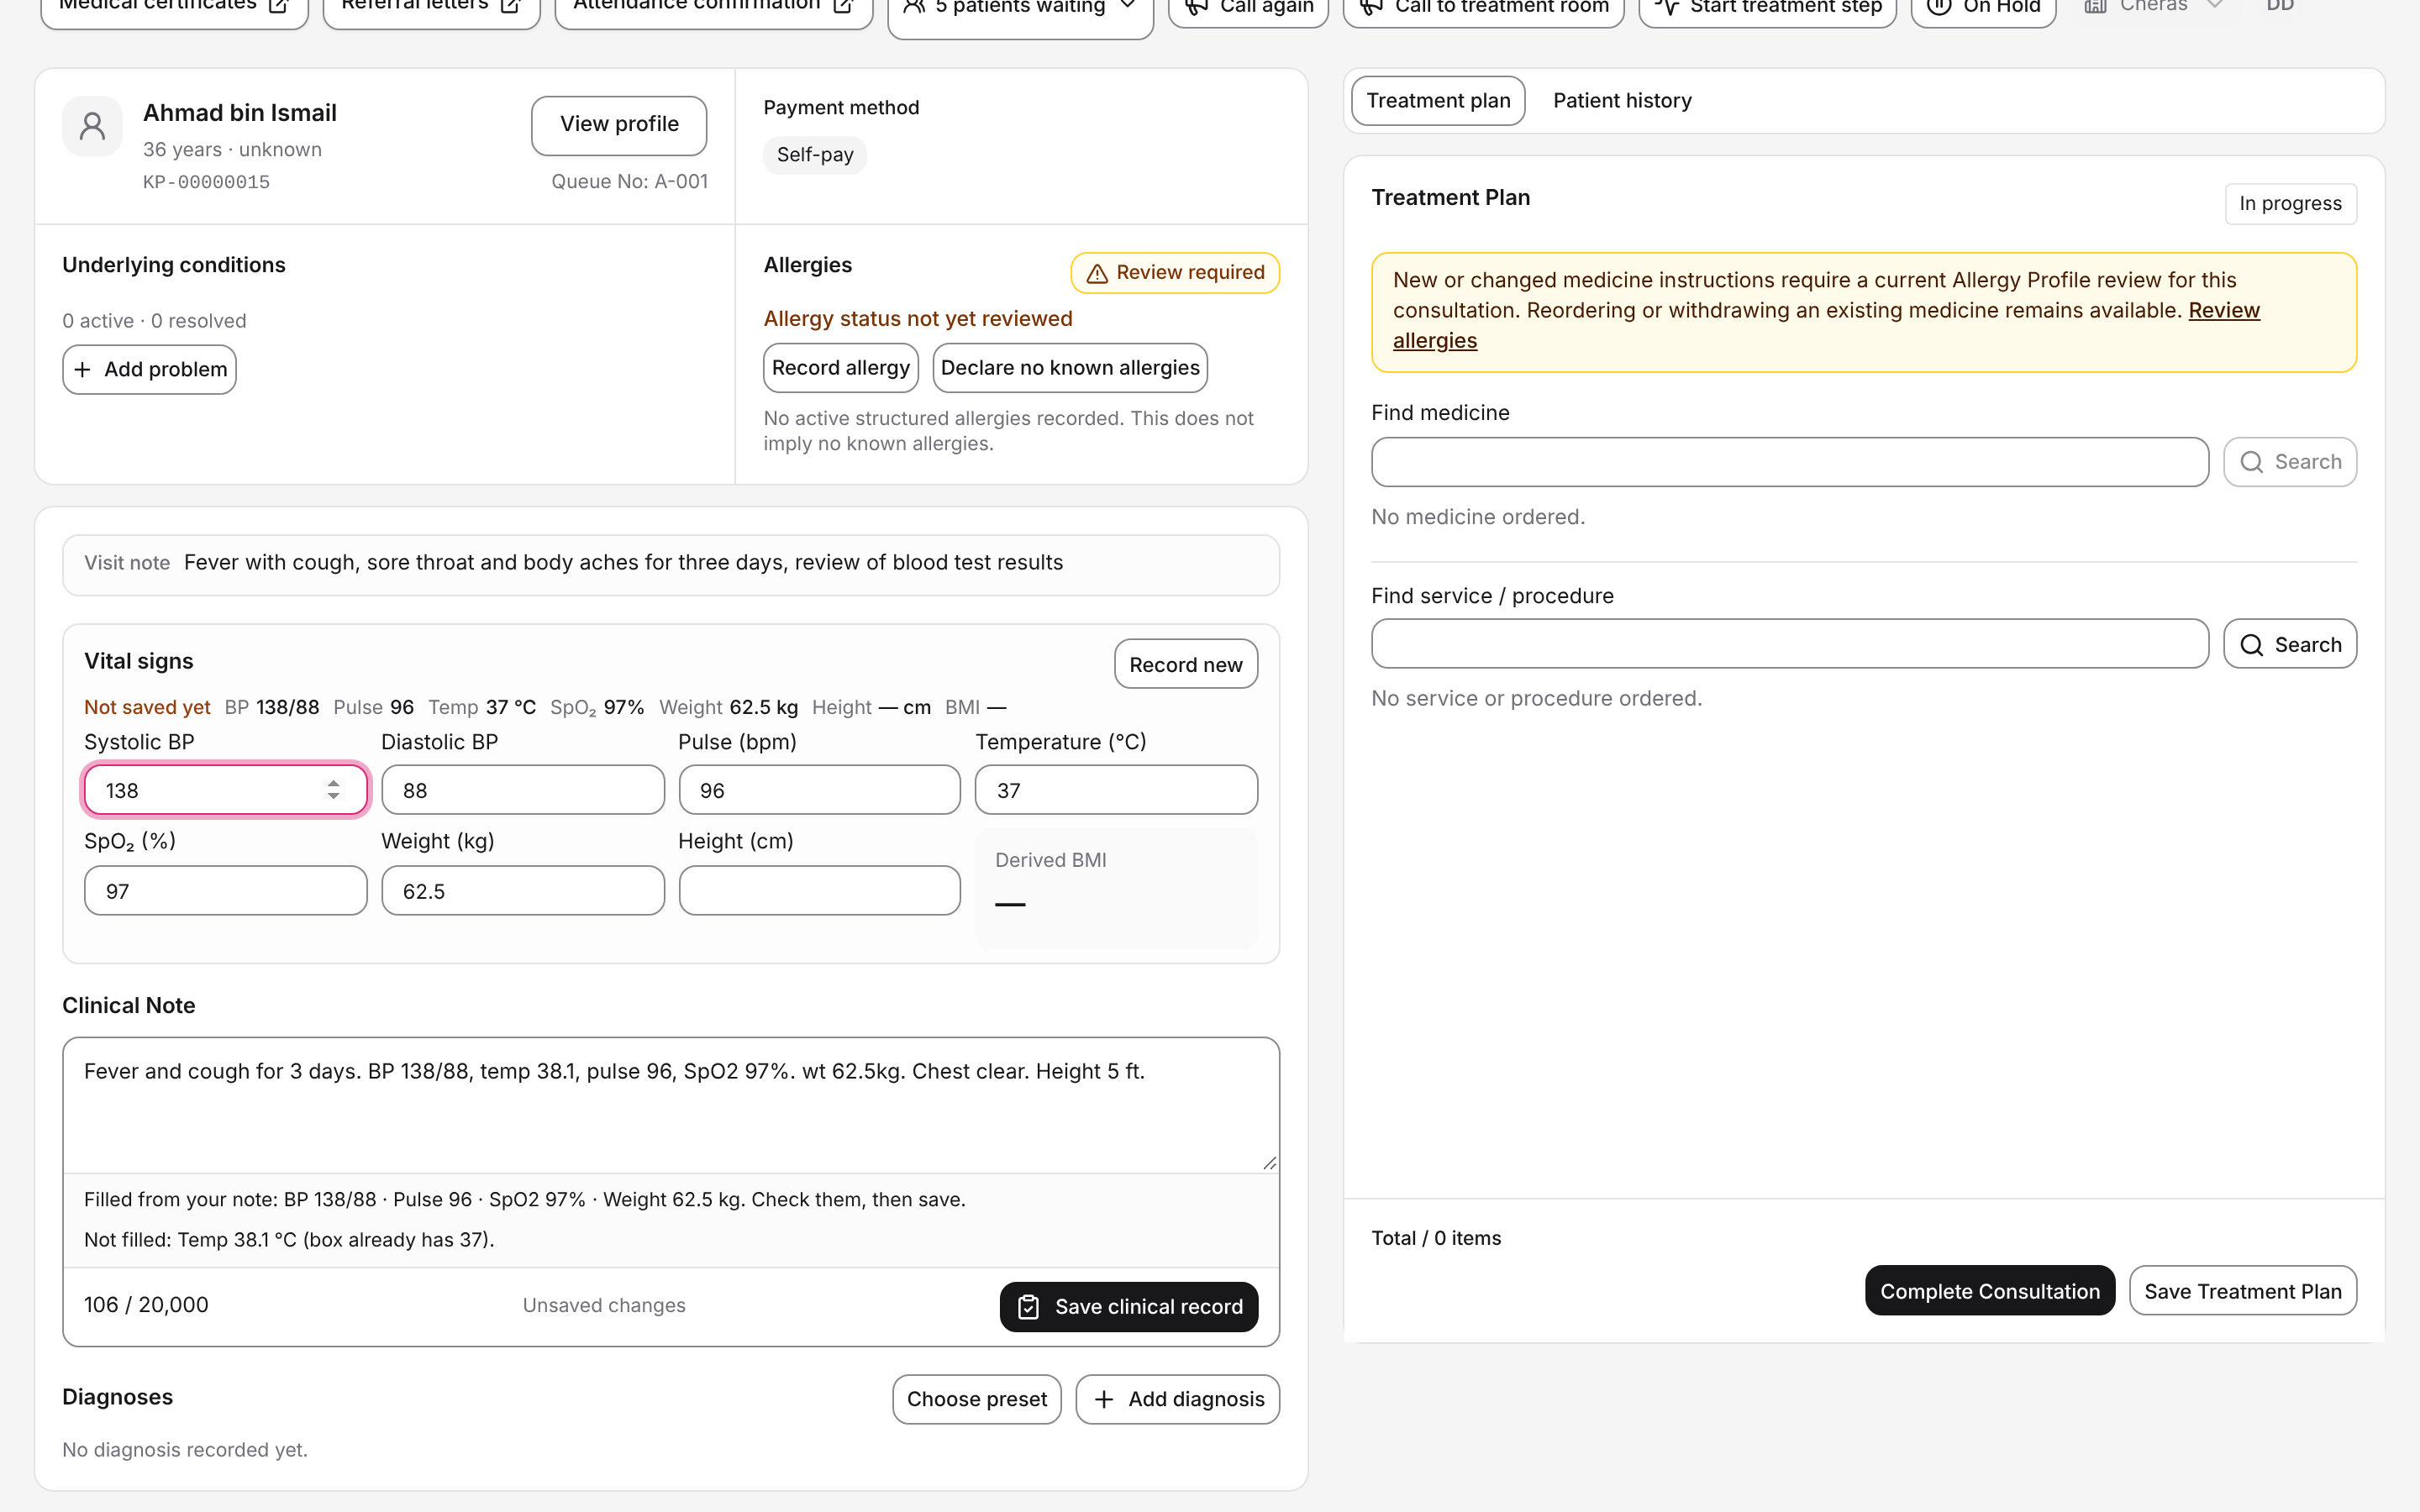 Medical certificates
Referral letters
Attendance confirmation
5 patients waiting
Call again
Call to treatment room
Start treatment step
On Hold
Cheras
DD
Ahmad bin Ismail
36 years · unknown
KP-00000015
View profile
Queue No: A-001
Payment method
Self-pay
Underlying conditions
0 active · 0 resolved
+ Add problem
Allergies
Review required
Allergy status not yet reviewed
Record allergy
Declare no known allergies
No active structured allergies recorded. This does not
imply no known allergies.
Visit note Fever with cough, sore throat and body aches for three days, review of blood test results
Vital signs
Record new
Not saved yet BP 138/88 Pulse 96 Temp 37 °C SpO₂ 97% Weight 62.5 kg Height — cm BMI —
Systolic BP
Diastolic BP
Pulse (bpm)
Temperature (°C)
138
88
96
37
SpO₂ (%)
Weight (kg)
Height (cm)
97
62.5
Derived BMI
—
Clinical Note
Fever and cough for 3 days. BP 138/88, temp 38.1, pulse 96, SpO2 97%. wt 62.5kg. Chest clear. Height 5 ft.
Filled from your note: BP 138/88 · Pulse 96 · SpO2 97% · Weight 62.5 kg. Check them, then save.
Not filled: Temp 38.1 °C (box already has 37).
106 / 20,000
Unsaved changes
Save clinical record
Diagnoses
Choose preset
+ Add diagnosis
No diagnosis recorded yet.
Treatment plan
Patient history
Treatment Plan
In progress
New or changed medicine instructions require a current Allergy Profile review for this
consultation. Reordering or withdrawing an existing medicine remains available. Review
allergies
Find medicine
Search
No medicine ordered.
Find service / procedure
Search
No service or procedure ordered.
Total / 0 items
Complete Consultation
Save Treatment Plan